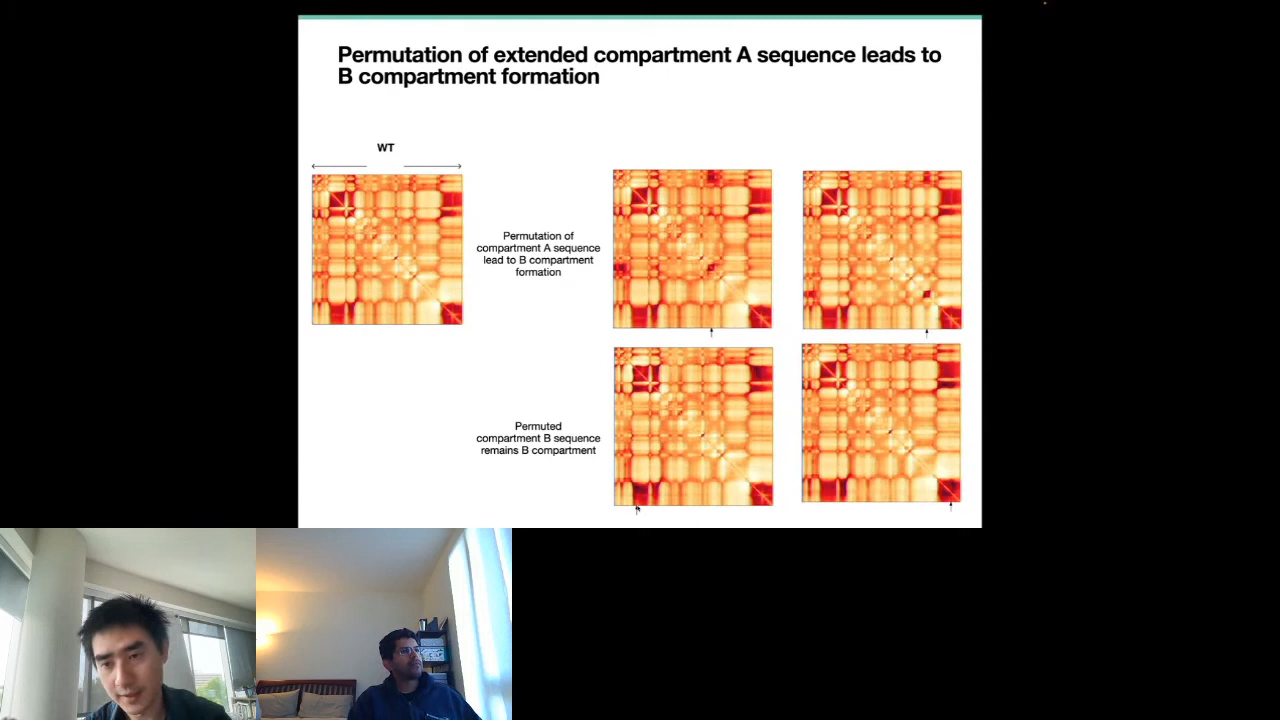 Permutation of extended compartment A sequence leads to
B compartment formation
WT
Permutation of
compartment A sequence
lead to B compartment
formation
Permuted
compartment B sequence
remains B compartment